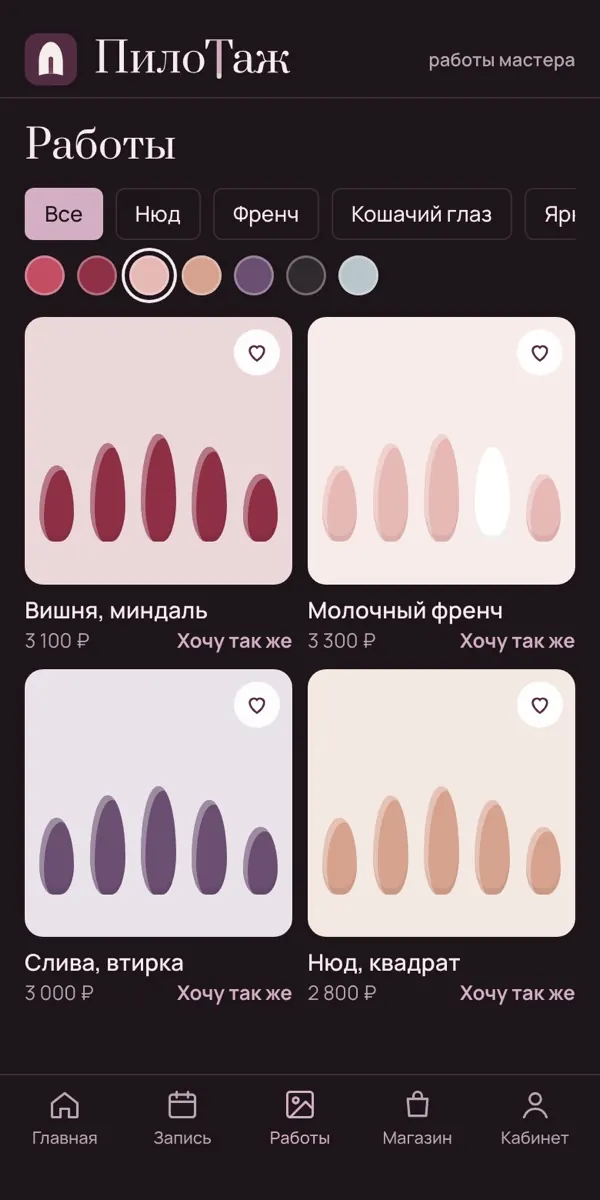 ПилоТаж
работы мастера
Работы
Все Нюд Френч Кошачий глаз
Вишня, миндаль
3 100 ₽ Хочу так же
Молочный френч
3 300 ₽ Хочу так же
Слива, втирка
3 000 ₽ Хочу так же
Нюд, квадрат
2 800 ₽ Хочу так же
Главная Запись Работы Магазин Кабинет